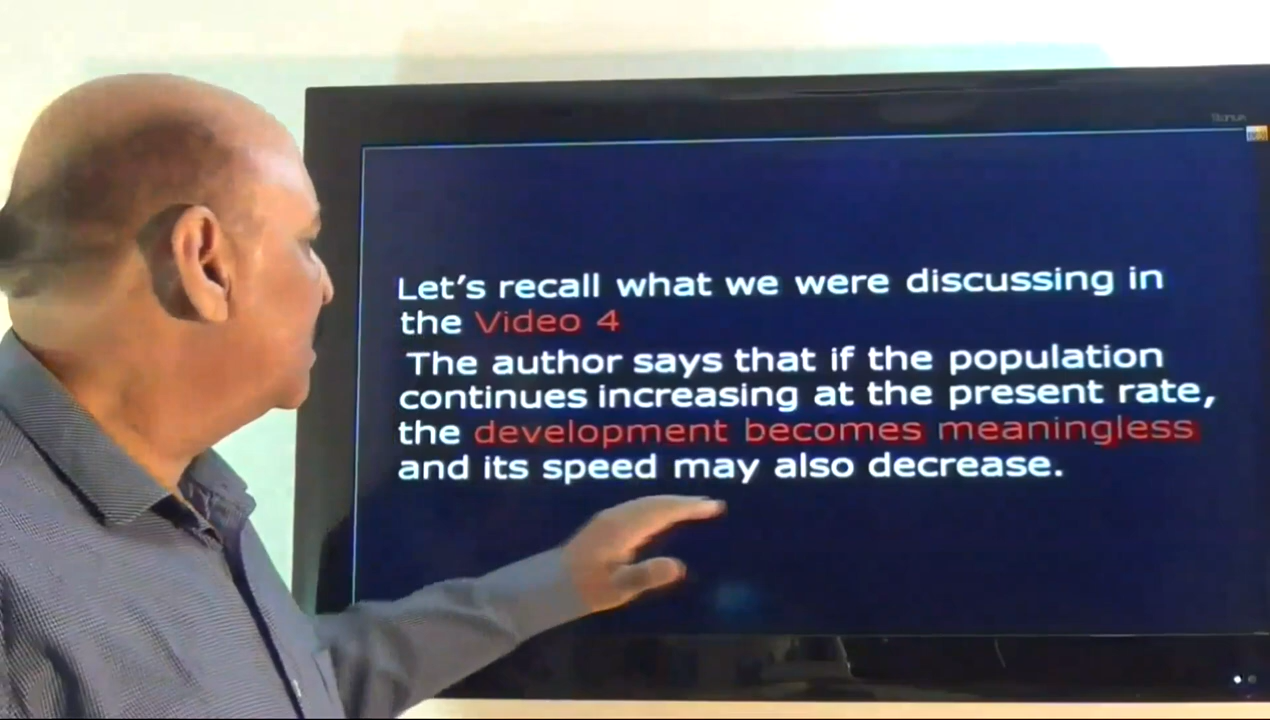 Let's recall what we were discussing in
the Video 4
The author says that if the population
continues increasing at the present rate,
the development becomes meaningless
and its speed may also decrease.